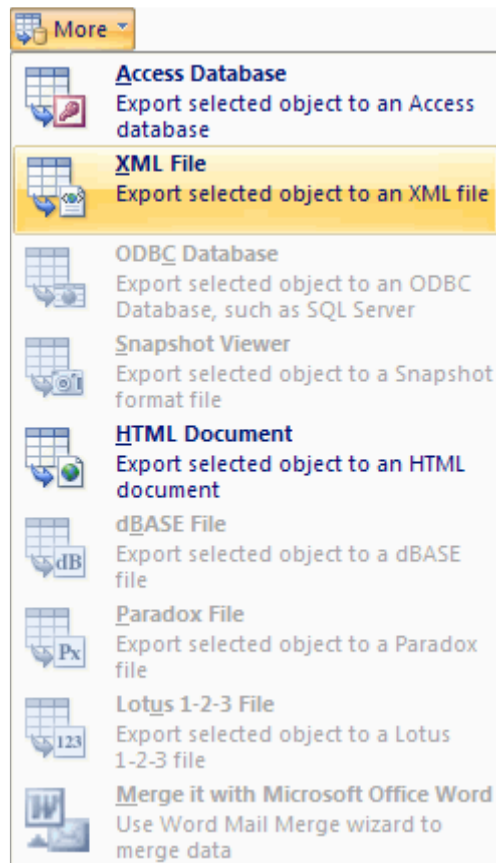 More
Access Database
Export selected object to an Access
database
XML File
Export selected object to an XML file
ODBC Database
Export selected object to an ODBC
Database, such as SQL Server
Snapshot Viewer
Export selected object to a Snapshot
format file
HTML Document
Export selected object to an HTML
document
dBASE File
dB
Export selected object to a dBASE
file
Paradox File
Px
Export selected object to a Paradox
file
Lotus 1-2-3 File
123
Export selected object to a Lotus
1-2-3 file
Merge it with Microsoft Office Word
W
Use Word Mail Merge wizard to
merge data